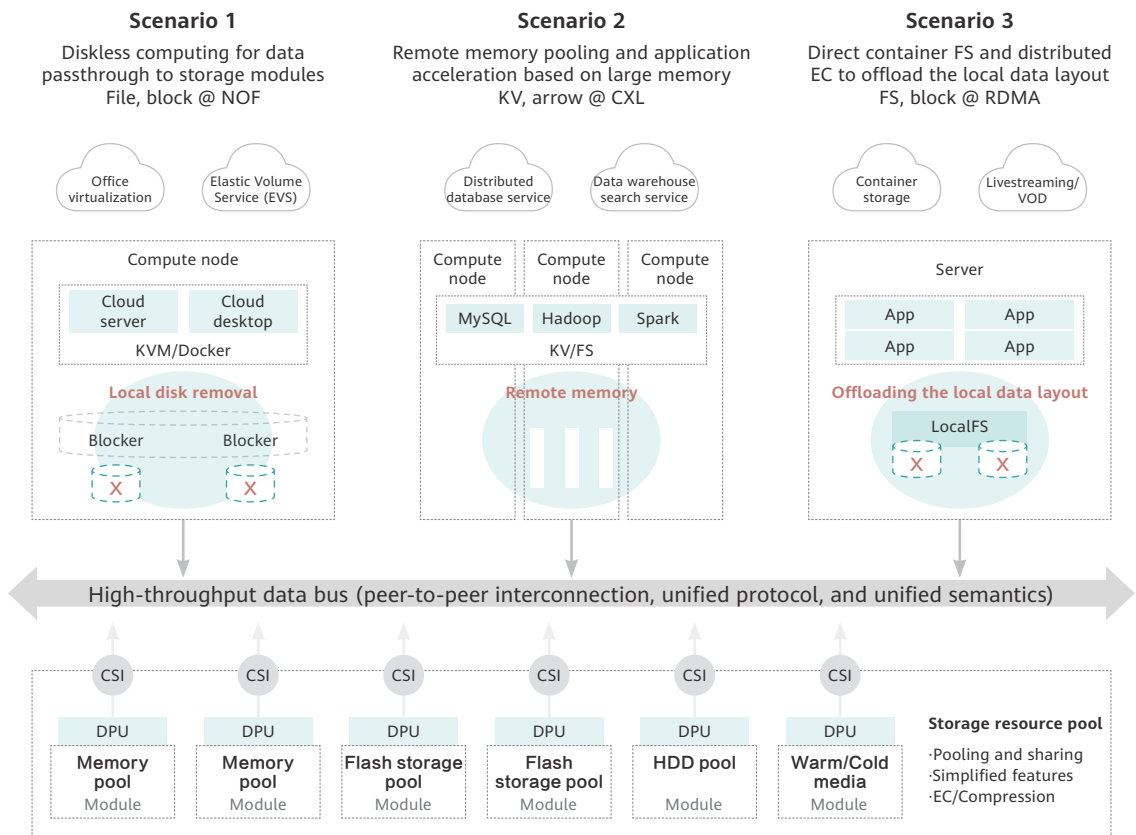 Scenario 1
Diskless computing for data
passthrough to storage modules
File, block @ NOF
Scenario 2
Remote memory pooling and application
acceleration based on large memory
KV, arrow @ CXL
Scenario 3
Direct container FS and distributed
EC to offload the local data layout
FS, block @ RDMA
Office
virtualization
Elastic Volume
Service (EVS)
Distributed
database service
Data warehouse
search service
Container
storage
Livestreaming/
VOD
Compute node
Cloud
server
Cloud
desktop
KVM/Docker
Local disk removal
Blocker
Blocker
X
X
Compute
node
Compute
node
Compute
node
MySQL
Hadoop
Spark
KV/FS
Remote memory
Server
App
App
App
App
Offloading the local data layout
LocalFS
X
X
High-throughput data bus (peer-to-peer interconnection, unified protocol, and unified semantics)
CSI
CSI
CSI
CSI
CSI
CSI
DPU
Memory
pool
Module
DPU
Memory
pool
Module
DPU
Flash storage
pool
Module
DPU
Flash
storage pool
Module
DPU
HDD pool
Module
DPU
Warm/Cold
media
Module
Storage resource pool
·Pooling and sharing
·Simplified features
·EC/Compression